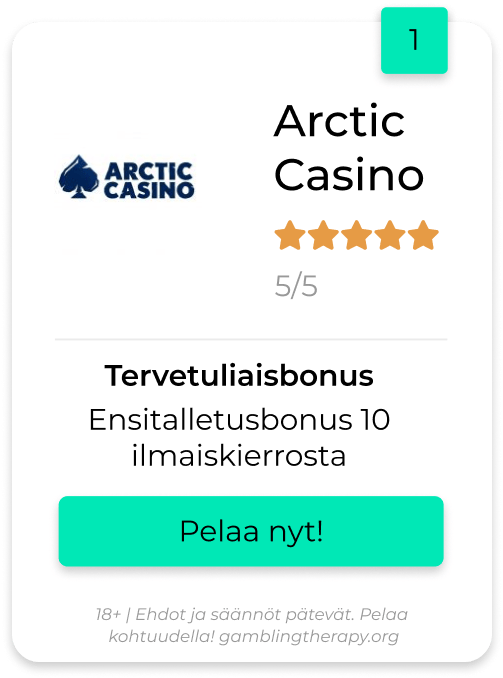 1
ARCTIC
CASINO
Arctic
Casino
5/5
Tervetuliaisbonus
Ensitalletusbonus 10
ilmaiskierrosta
Pelaa nyt!
18+ | Ehdot ja säännöt pätevät. Pelaa
kohtuudella! gamblingtherapy.org